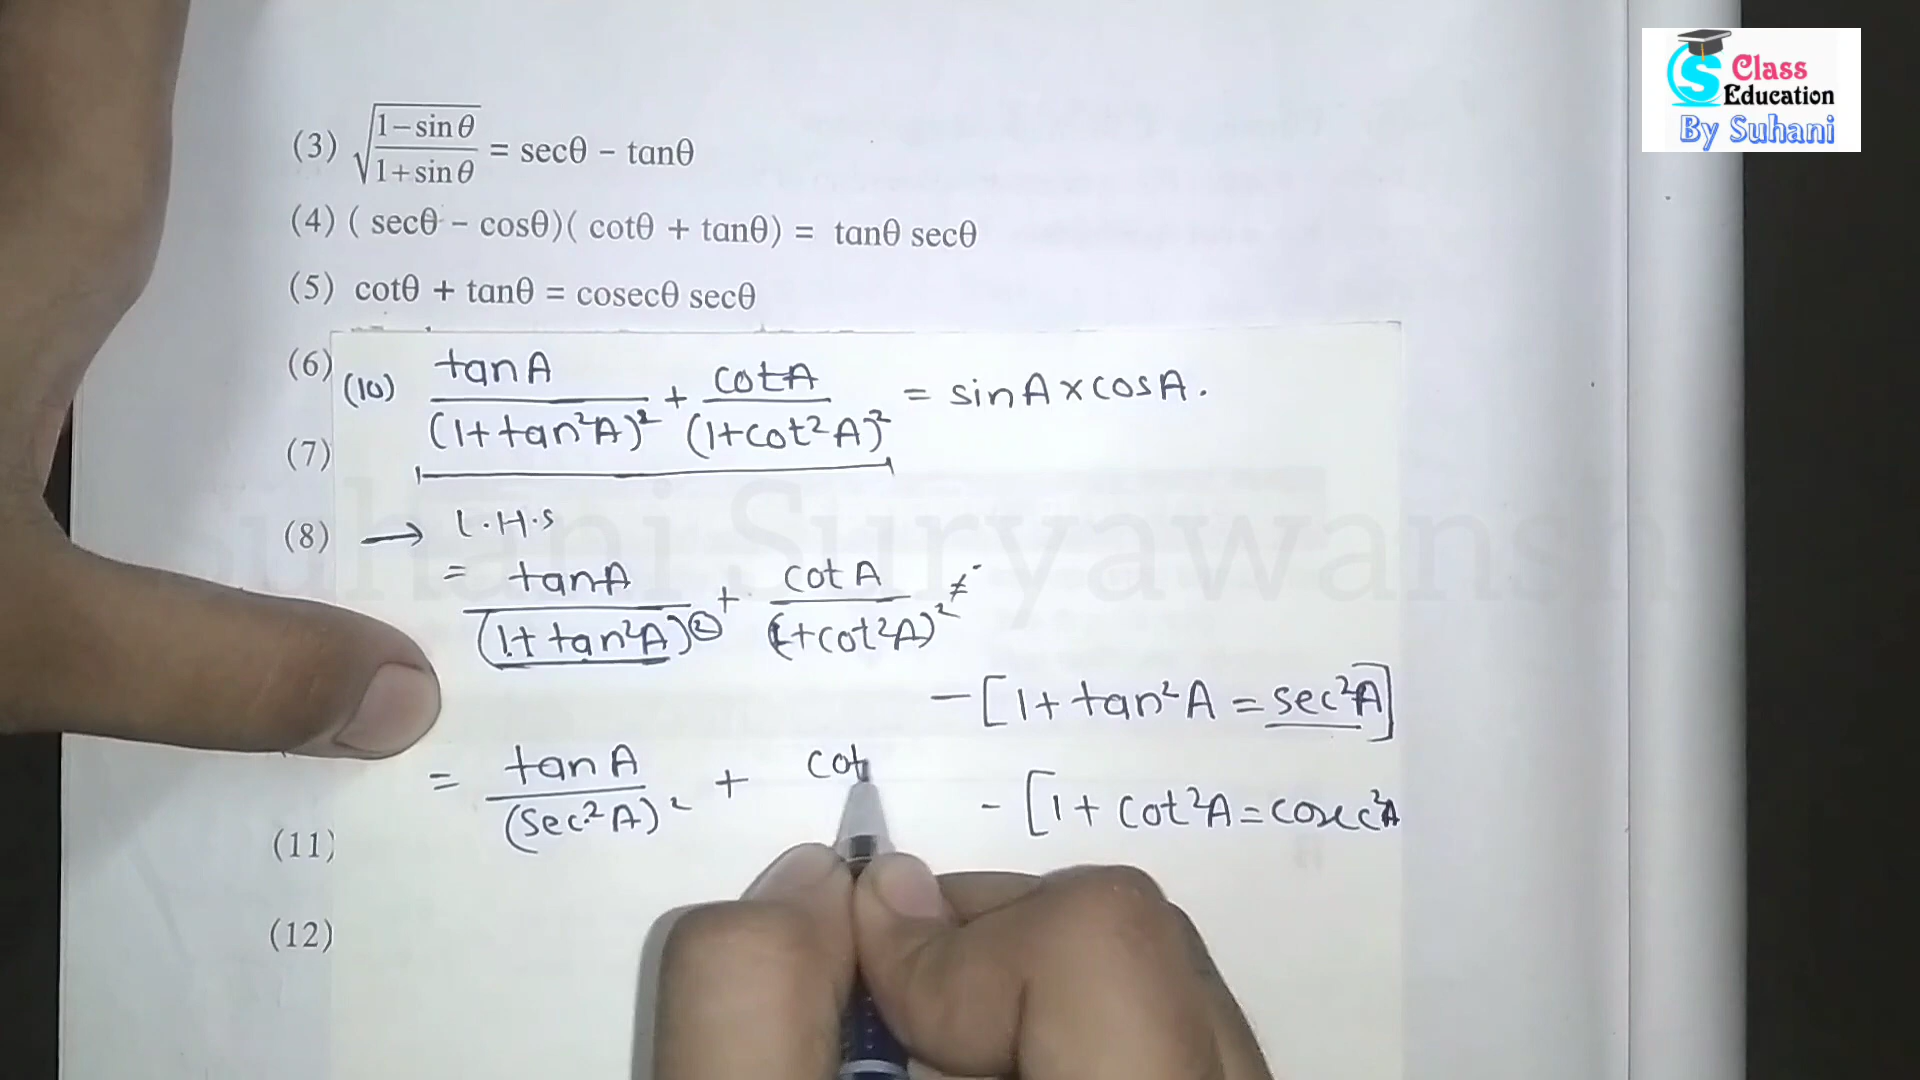 Class
Education
By Suhani
(3) √((1−sinθ)/(1+sinθ)) = secθ − tanθ
(4) ( secθ − cosθ)( cotθ + tanθ) = tanθ secθ
(5) cotθ + tanθ = cosecθ secθ
(6)
(10) tanA/(1+tan²A)² + cotA/(1+cot²A)² = sinA×cosA.
(7)
(8) → L.H.S
= tanA/(1+tan²A)² + cotA/(1+cot²A)²
Suhani Suryawanshi
− [1+tan²A = sec²A]
= tanA/(sec²A)² + cot
− [1+cot²A=cosec²A
(11)
(12)